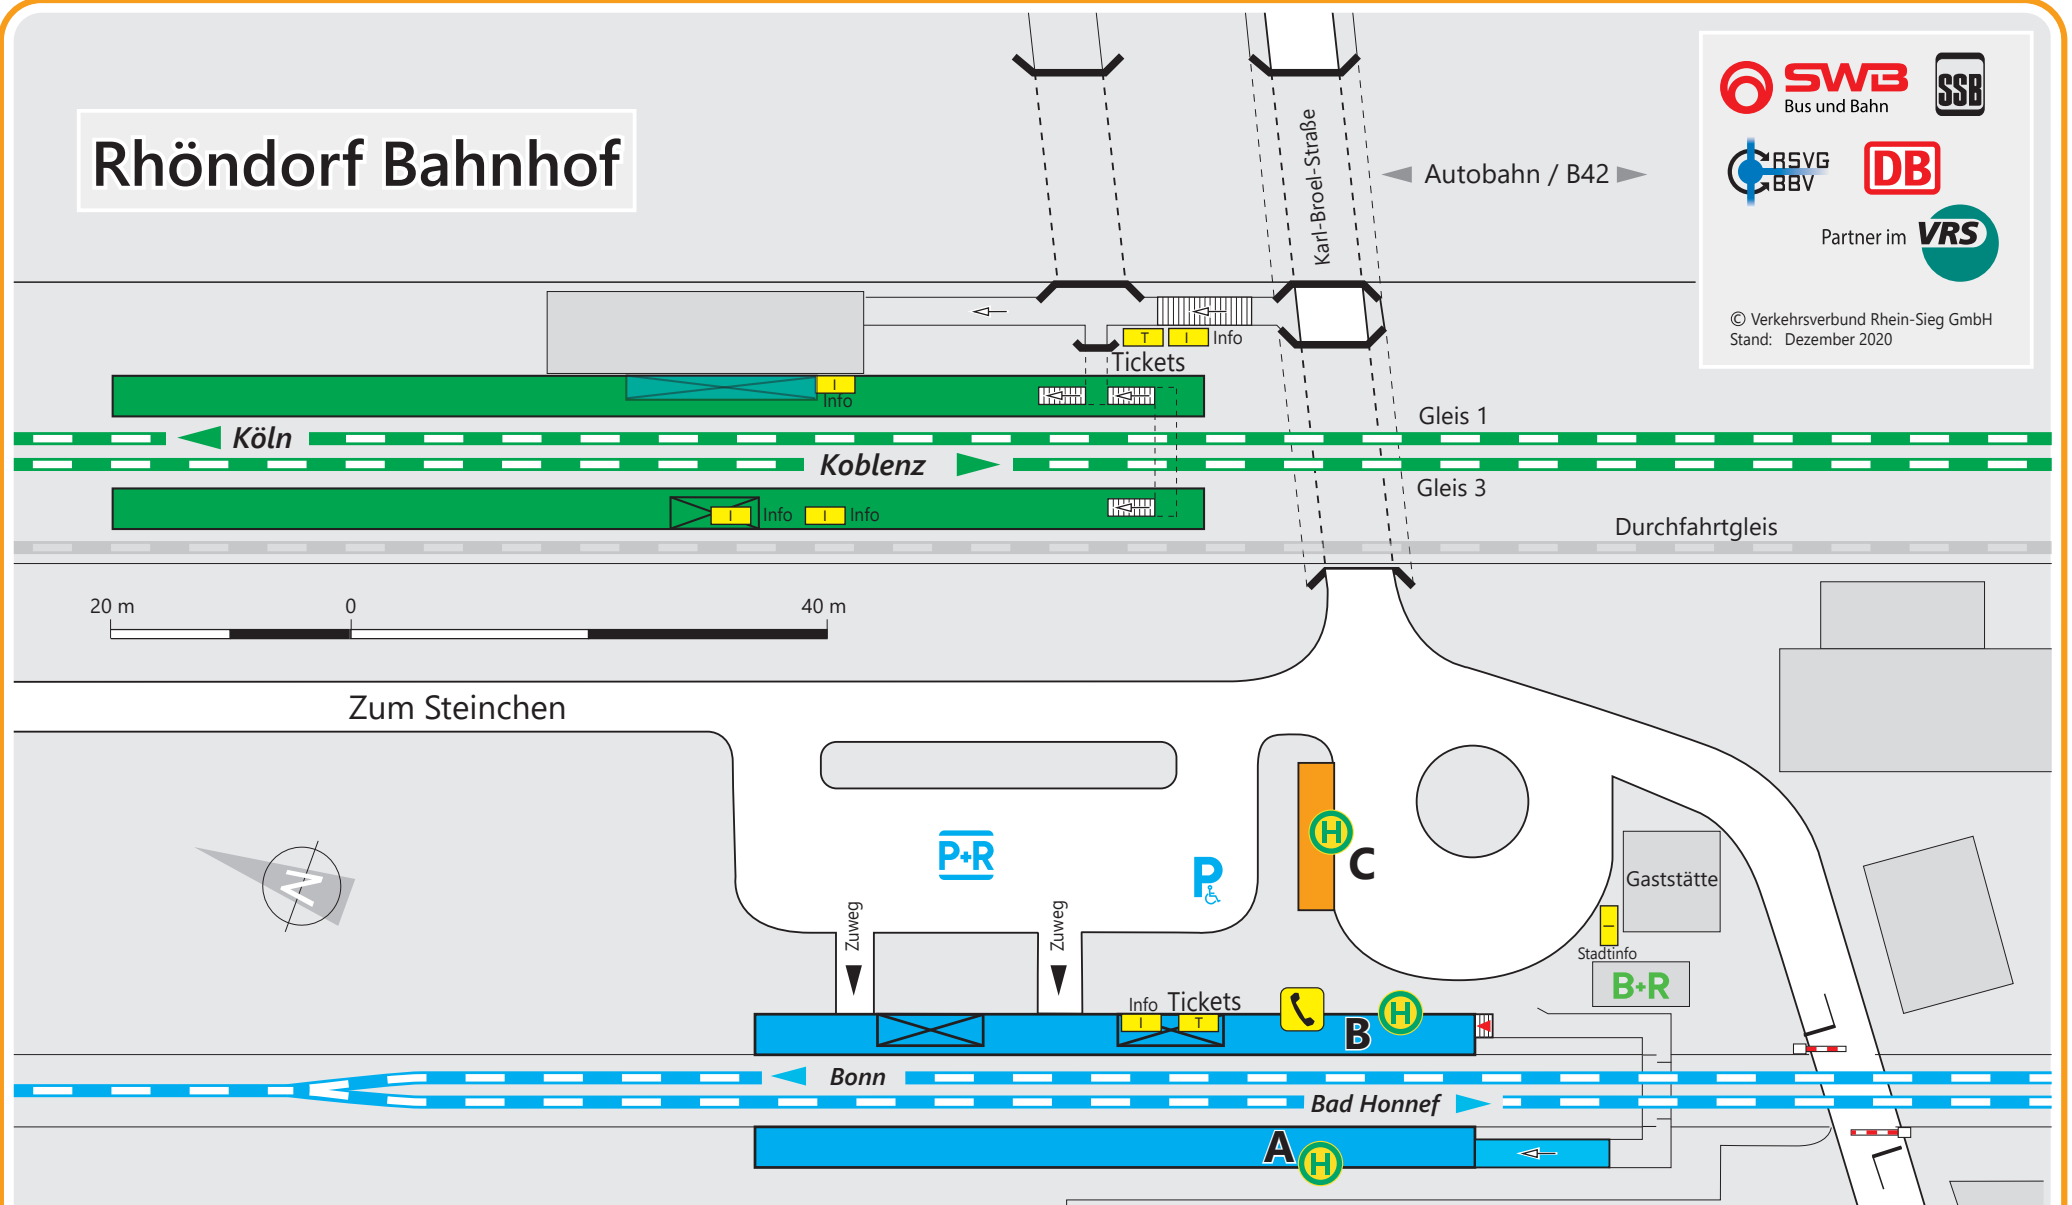 Rhöndorf Bahnhof
SWB
Bus und Bahn
SSB
RSVG
BBV
DB
Partner im VRS
© Verkehrsverbund Rhein-Sieg GmbH
Stand: Dezember 2020
Karl-Broel-Straße
Autobahn / B42
T I Info
Tickets
I
Info
Gleis 1
Köln
Koblenz
Gleis 3
I Info I Info
Durchfahrtgleis
20 m 0 40 m
Zum Steinchen
P+R
P
H
C
N
Gaststätte
I
Stadtinfo
B+R
Zuweg
Zuweg
Info Tickets
I T
H
B
Bonn
Bad Honnef
A
H